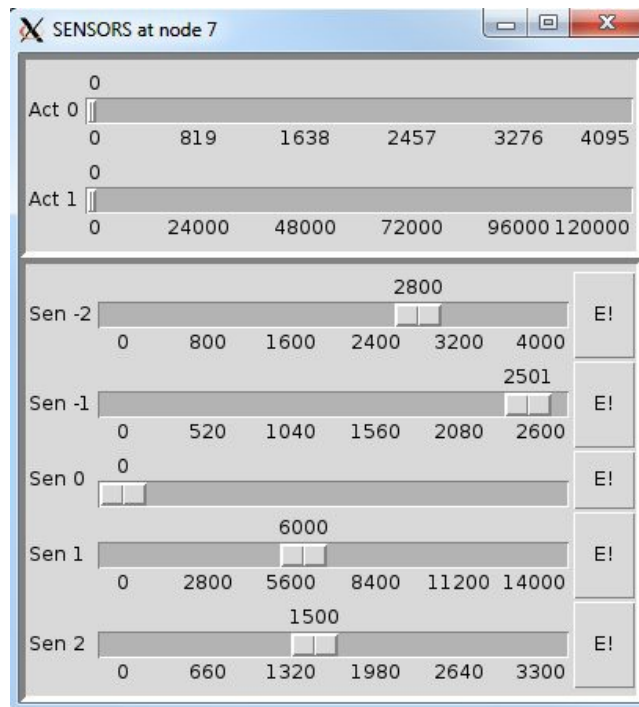 SENSORS at node 7
0
Act 0
0 819 1638 2457 3276 4095
0
Act 1
0 24000 48000 72000 96000 120000
2800
Sen -2 E!
0 800 1600 2400 3200 4000
2501
Sen -1 E!
0 520 1040 1560 2080 2600
0
Sen 0 E!
6000
Sen 1 E!
0 2800 5600 8400 11200 14000
1500
Sen 2 E!
0 660 1320 1980 2640 3300